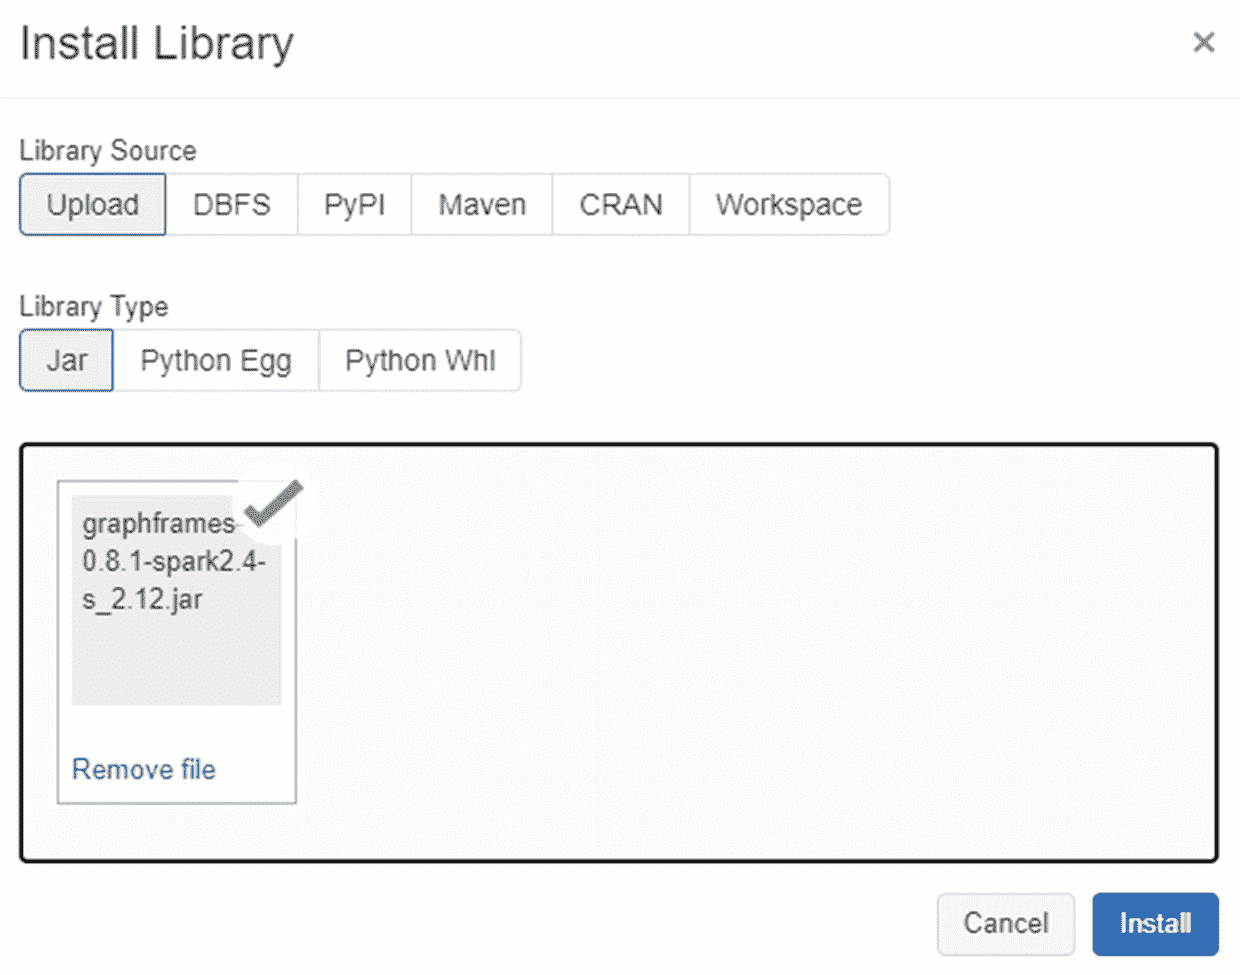 Install Library
×
Library Source
Upload DBFS PyPI Maven CRAN Workspace
Library Type
Jar Python Egg Python Whl
graphframes-
0.8.1-spark2.4-
s_2.12.jar
Remove file
Cancel Install